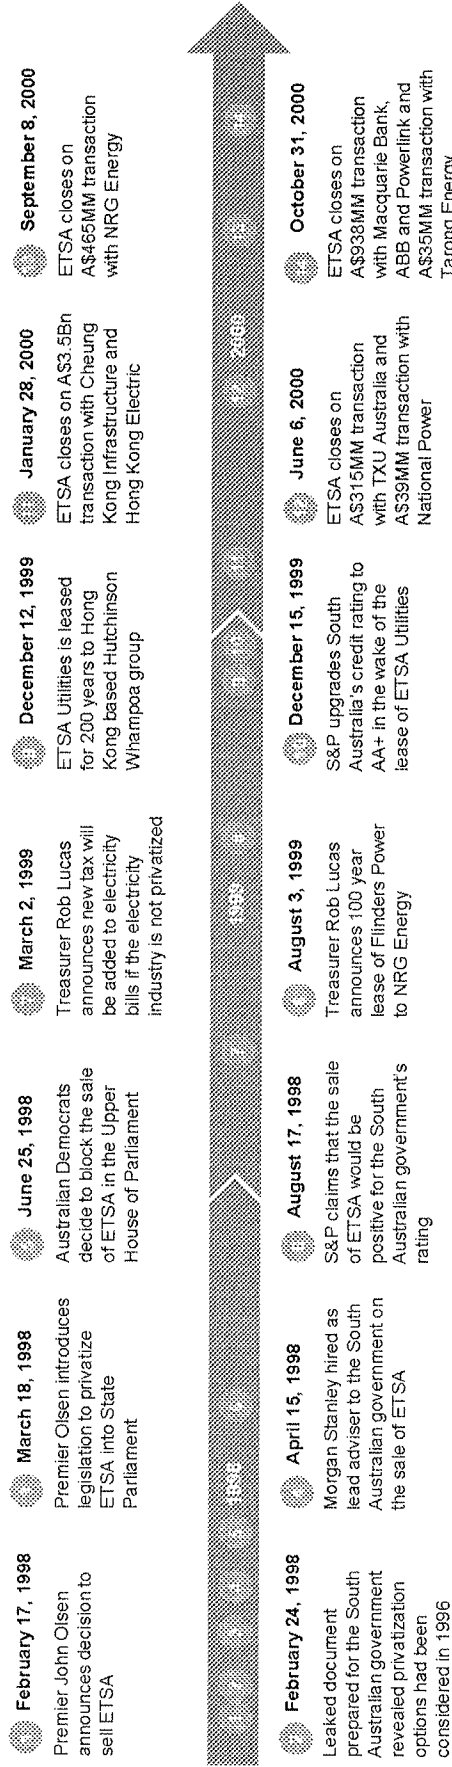 February 17, 1998
Premier John Olsen
announces decision to
sell ETSA
March 18, 1998
Premier Olsen introduces
legislation to privatize
ETSA into State
Parliament
June 25, 1998
Australian Democrats
decide to block the sale
of ETSA in the Upper
House of Parliament
March 2, 1999
Treasurer Rob Lucas
announces new tax will
be added to electricity
bills if the electricity
industry is not privatized
December 12, 1999
ETSA Utilities is leased
for 200 years to Hong
Kong based Hutchinson
Whampoa group
January 28, 2000
ETSA closes on A$3.5Bn
transaction with Cheung
Kong Infrastructure and
Hong Kong Electric
September 8, 2000
ETSA closes on
A$465MM transaction
with NRG Energy
1998
1999
2000
February 24, 1998
Leaked document
prepared for the South
Australian government
revealed privatization
options had been
considered in 1996
April 15, 1998
Morgan Stanley hired as
lead adviser to the South
Australian government on
the sale of ETSA
August 17, 1998
S&P claims that the sale
of ETSA would be
positive for the South
Australian government's
rating
August 3, 1999
Treasurer Rob Lucas
announces 100 year
lease of Flinders Power
to NRG Energy
December 15, 1999
S&P upgrades South
Australia's credit rating to
AA+ in the wake of the
lease of ETSA Utilities
June 6, 2000
ETSA closes on
A$315MM transaction
with TXU Australia and
A$39MM transaction with
National Power
October 31, 2000
ETSA closes on
A$938MM transaction
with Macquarie Bank,
ABB and Powerlink and
A$35MM transaction with
Tarong Energy